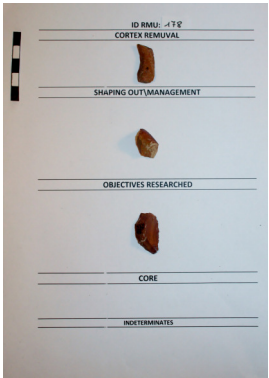 ID RMU: 178
CORTEX REMUVAL
SHAPING OUT\MANAGEMENT
OBJECTIVES RESEARCHED
CORE
INDETERMINATES